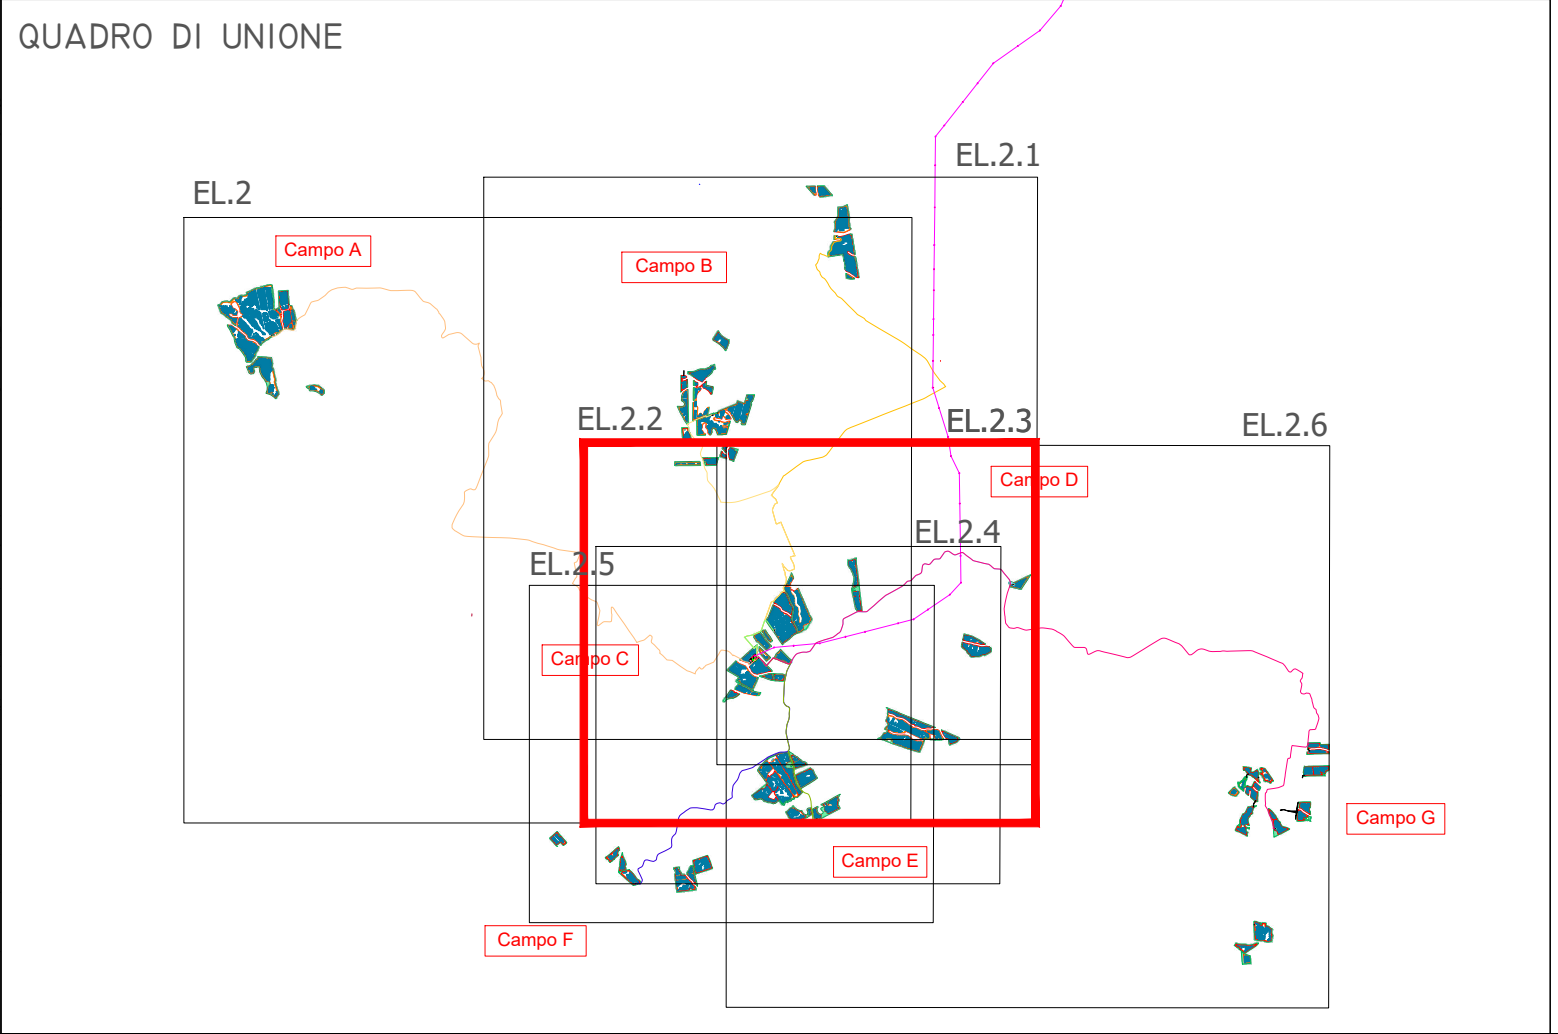 QUADRO DI UNIONE
EL.2.1
EL.2
Campo A
Campo B
EL.2.2
EL.2.3
EL.2.6
Campo D
EL.2.4
EL.2.5
Campo C
Campo G
Campo E
Campo F